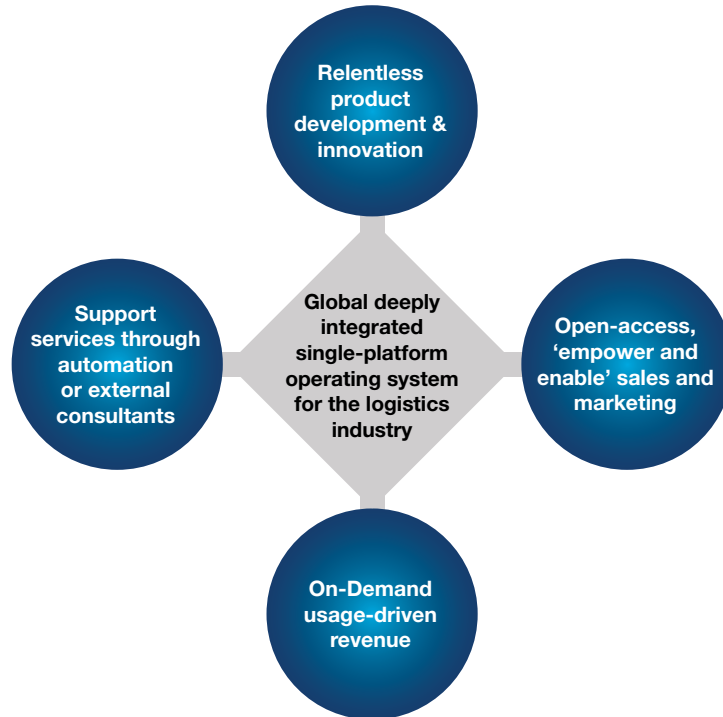 Relentless
product
development &
innovation
Support
services through
automation
or external
consultants
Global deeply
integrated
single-platform
operating system
for the logistics
industry
Open-access,
‘empower and
enable’ sales and
marketing
On-Demand
usage-driven
revenue